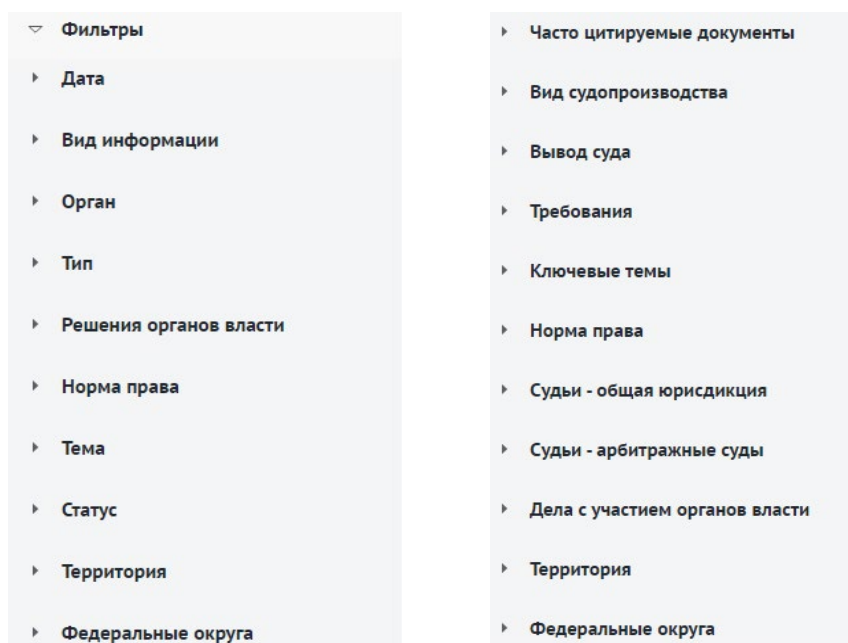 Фильтры
Дата
Вид информации
Орган
Тип
Решения органов власти
Норма права
Тема
Статус
Территория
Федеральные округа
Часто цитируемые документы
Вид судопроизводства
Вывод суда
Требования
Ключевые темы
Норма права
Судьи - общая юрисдикция
Судьи - арбитражные суды
Дела с участием органов власти
Территория
Федеральные округа